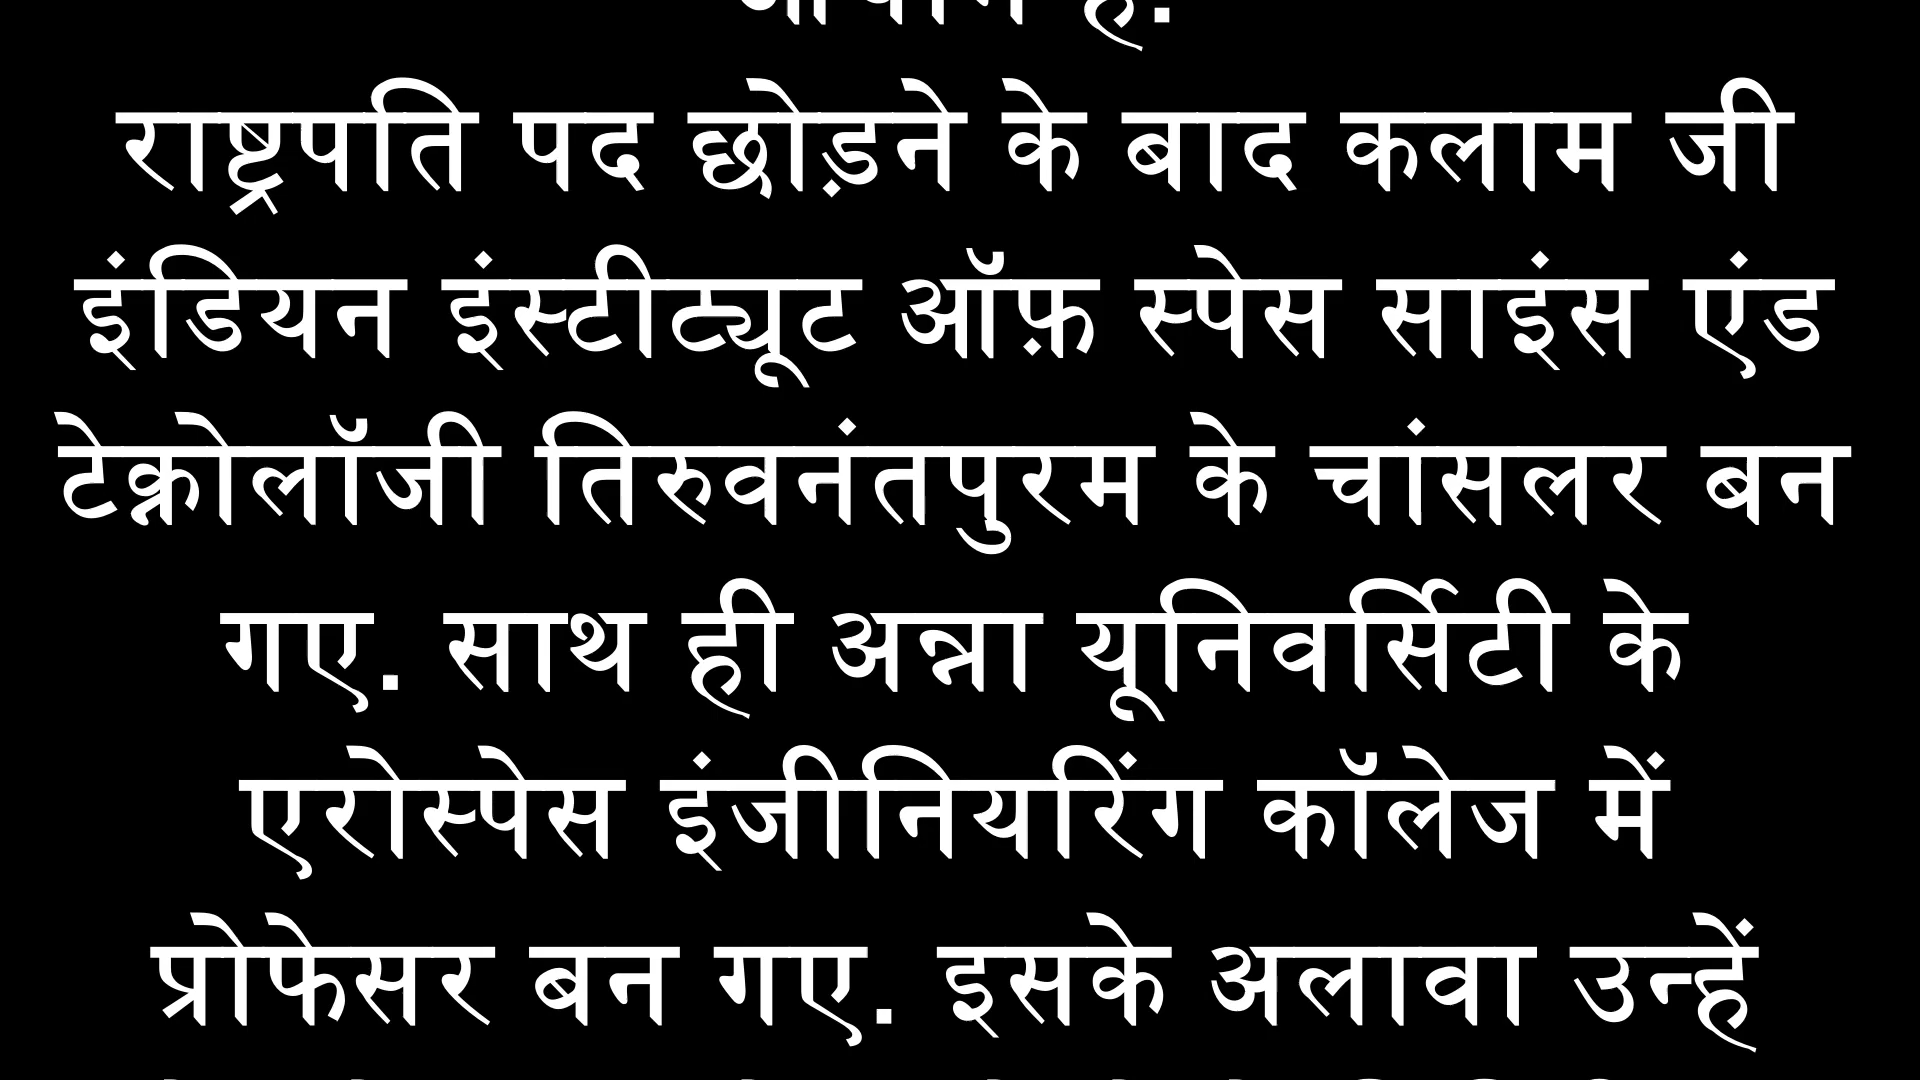 राष्ट्रपति पद छोड़ने के बाद कलाम जी
इंडियन इंस्टीट्यूट ऑफ़ स्पेस साइंस एंड
टेक्नोलॉजी तिरुवनंतपुरम के चांसलर बन
गए. साथ ही अन्ना यूनिवर्सिटी के
एरोस्पेस इंजीनियरिंग कॉलेज में
प्रोफेसर बन गए. इसके अलावा उन्हें